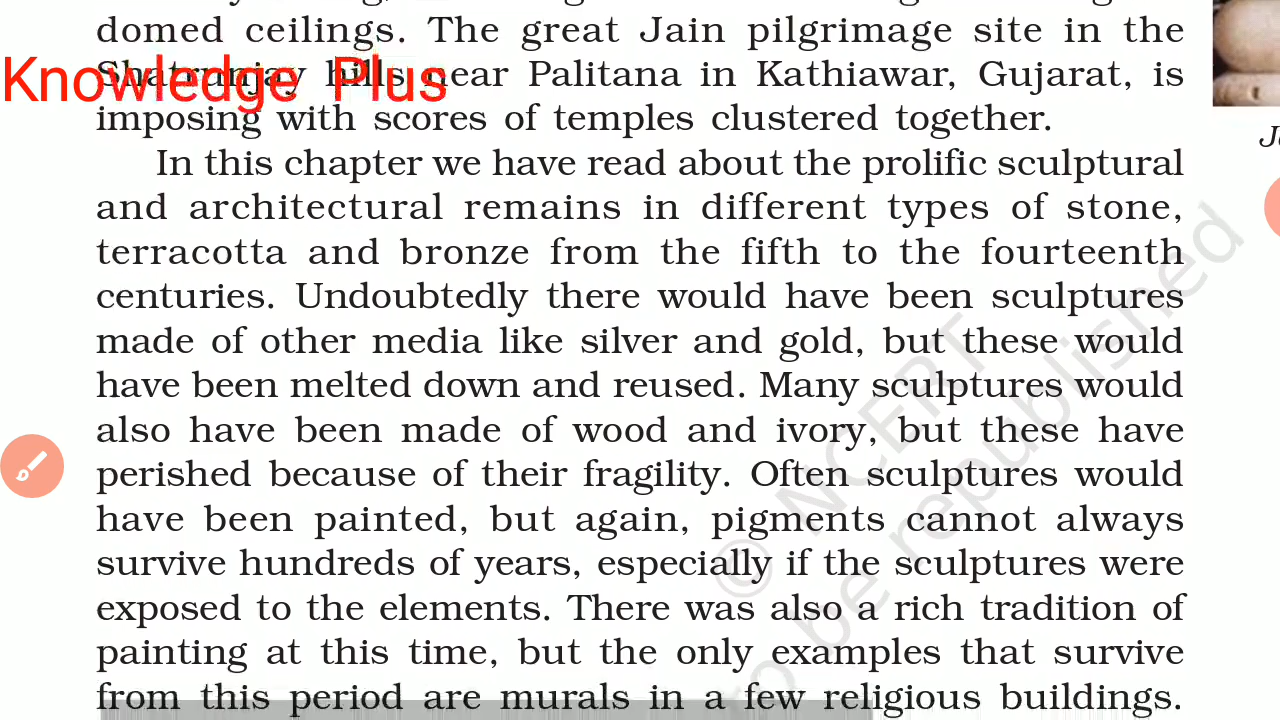 domed ceilings. The great Jain pilgrimage site in the
Knowledge Plus
Shatrunjay hills near Palitana in Kathiawar, Gujarat, is
imposing with scores of temples clustered together.
In this chapter we have read about the prolific sculptural
and architectural remains in different types of stone,
terracotta and bronze from the fifth to the fourteenth
centuries. Undoubtedly there would have been sculptures
made of other media like silver and gold, but these would
have been melted down and reused. Many sculptures would
also have been made of wood and ivory, but these have
perished because of their fragility. Often sculptures would
have been painted, but again, pigments cannot always
survive hundreds of years, especially if the sculptures were
exposed to the elements. There was also a rich tradition of
painting at this time, but the only examples that survive
from this period are murals in a few religious buildings.
© NCERT
to be republished